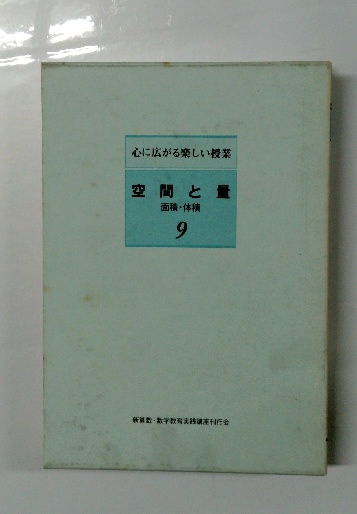 心に広がる楽しい授業
空間と量
面積・体積
9
新算数・数学教育実践講座刊行会